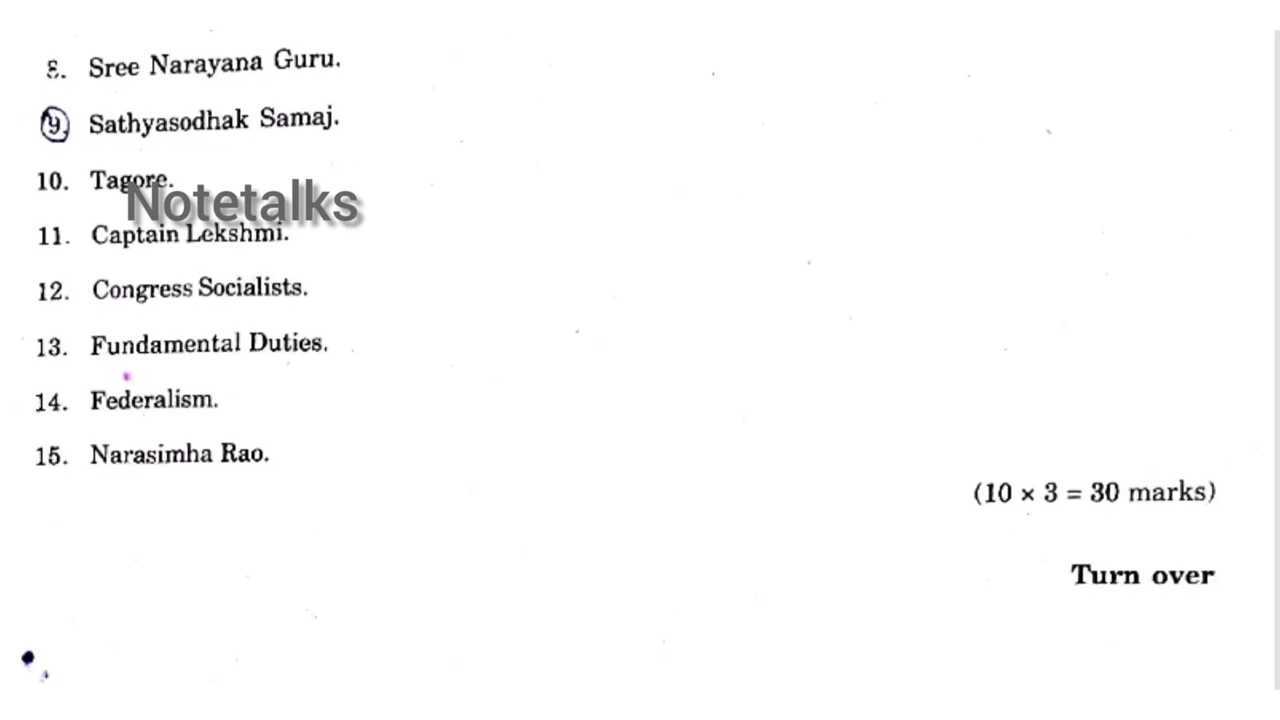 8. Sree Narayana Guru.
9. Sathyasodhak Samaj.
10. Tagore.
Notetalks
11. Captain Lekshmi.
12. Congress Socialists.
13. Fundamental Duties.
14. Federalism.
15. Narasimha Rao.
(10 × 3 = 30 marks)
Turn over